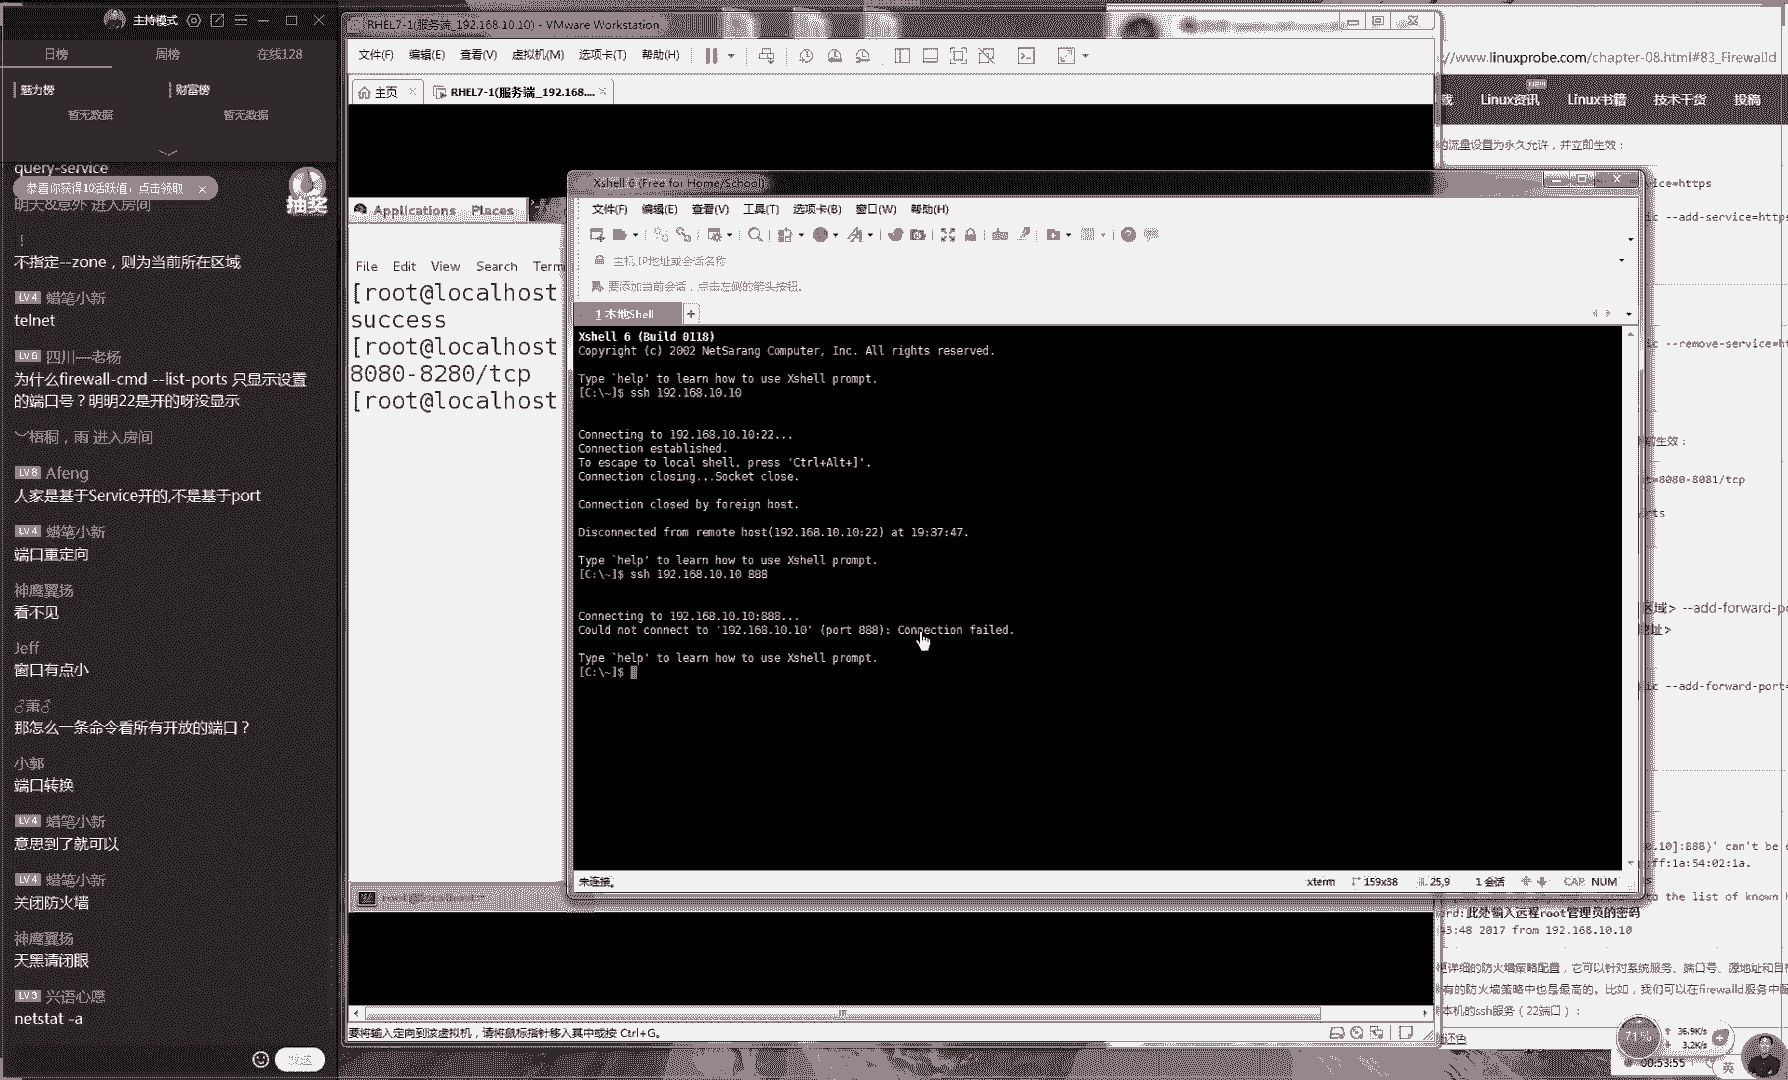 主持模式
日榜 周榜 在线128
魅力榜 财富榜
暂无数据 暂无数据
query-service
恭喜你获得10活跃值，点击领取
明天&意外 进入房间
抽奖
！
不指定--zone，则为当前所在区域
LV4 蜡笔小新
telnet
LV6 四川—老杨
为什么firewall-cmd --list-ports 只显示设置
的端口号？明明22是开的呀没显示
︶梧桐，雨 进入房间
LV8 Afeng
人家是基于Service开的,不是基于port
LV4 蜡笔小新
端口重定向
神鹰翼扬
看不见
Jeff
窗口有点小
♂萧♂
那怎么一条命令看所有开放的端口？
小郭
端口转换
LV4 蜡笔小新
意思到了就可以
LV4 蜡笔小新
关闭防火墙
神鹰翼扬
天黑请闭眼
LV3 兴语心愿
netstat -a
发送
RHEL7-1(服务端_192.168.10.10) - VMware Workstation
文件(F) 编辑(E) 查看(V) 虚拟机(M) 选项卡(T) 帮助(H)
主页 RHEL7-1(服务端_192.168....
Applications Places
File Edit View Search Term
[root@localhost
success
[root@localhost
8080-8280/tcp
[root@localhost
要将输入定向到该虚拟机，请将鼠标指针移入其中或按 Ctrl+G。
Xshell 6 (Free for Home/School)
文件(F) 编辑(E) 查看(V) 工具(T) 选项卡(B) 窗口(W) 帮助(H)
主机,IP地址或会话名称
要添加当前会话，点击左侧的箭头按钮。
1 本地Shell
Xshell 6 (Build 0118)
Copyright (c) 2002 NetSarang Computer, Inc. All rights reserved.
Type `help' to learn how to use Xshell prompt.
[C:\~]$ ssh 192.168.10.10
Connecting to 192.168.10.10:22...
Connection established.
To escape to local shell, press 'Ctrl+Alt+]'.
Connection closing...Socket close.
Connection closed by foreign host.
Disconnected from remote host(192.168.10.10:22) at 19:37:47.
Type `help' to learn how to use Xshell prompt.
[C:\~]$ ssh 192.168.10.10 888
Connecting to 192.168.10.10:888...
Could not connect to '192.168.10.10' (port 888): Connection failed.
Type `help' to learn how to use Xshell prompt.
[C:\~]$
未连接。 xterm 159x38 25,9 1 会话 CAP NUM
//www.linuxprobe.com/chapter-08.html#83_Firewalld
载 Linux资讯 NEW Linux书籍 技术干货 投稿
的流量设置为永久允许，并立即生效：
ice=https
ic --add-service=https
ic --remove-service=ht
前生效：
t=8080-8081/tcp
rts
区域> --add-forward-po
地址>
ic --add-forward-port=
.10]:888)' can't be e
:ff:1a:54:02:1a.
to the list of known h
rd:此处输入远程root管理员的密码
43:48 2017 from 192.168.10.10
更详细的防火墙策略配置，它可以针对系统服务、端口号、源地址和目标
有的防火墙策略中也是最高的。比如，我们可以在firewalld服务中配
本机的ssh服务（22端口）：
71% 36.9K/s
3.2K/s
00:53:55
英